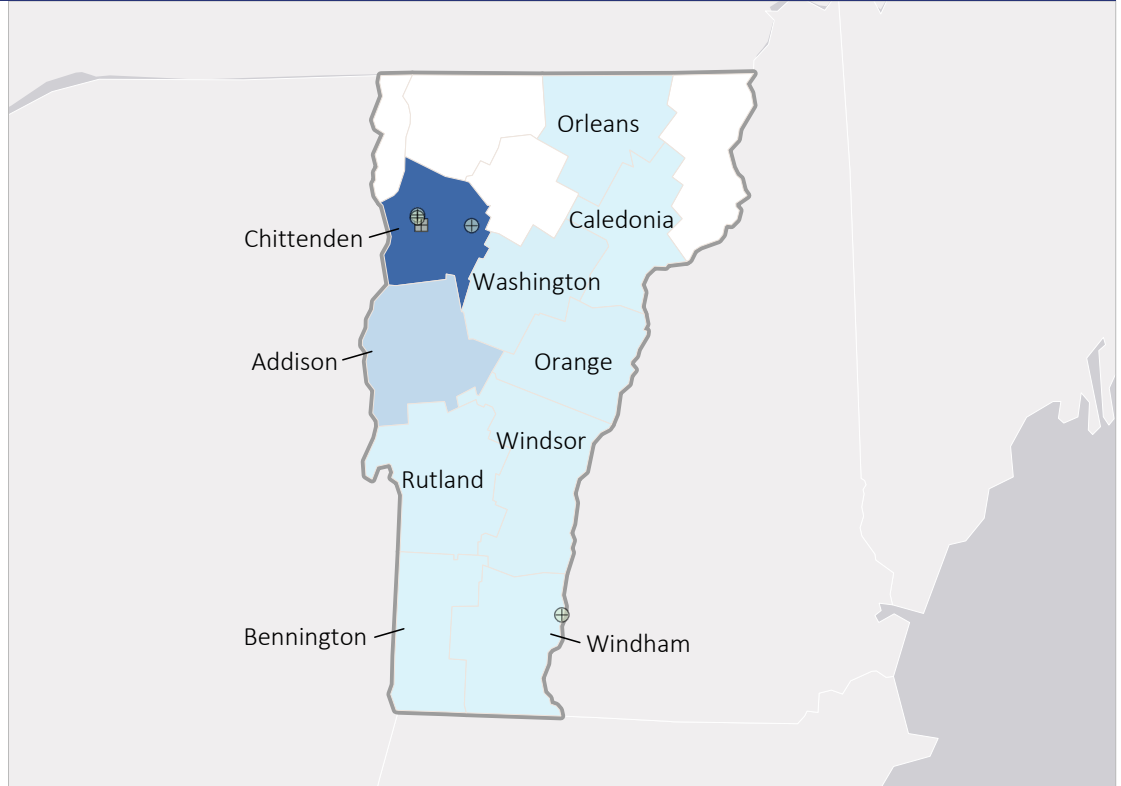 Orleans
Caledonia
Chittenden
Washington
Addison
Orange
Windsor
Rutland
Bennington
Windham